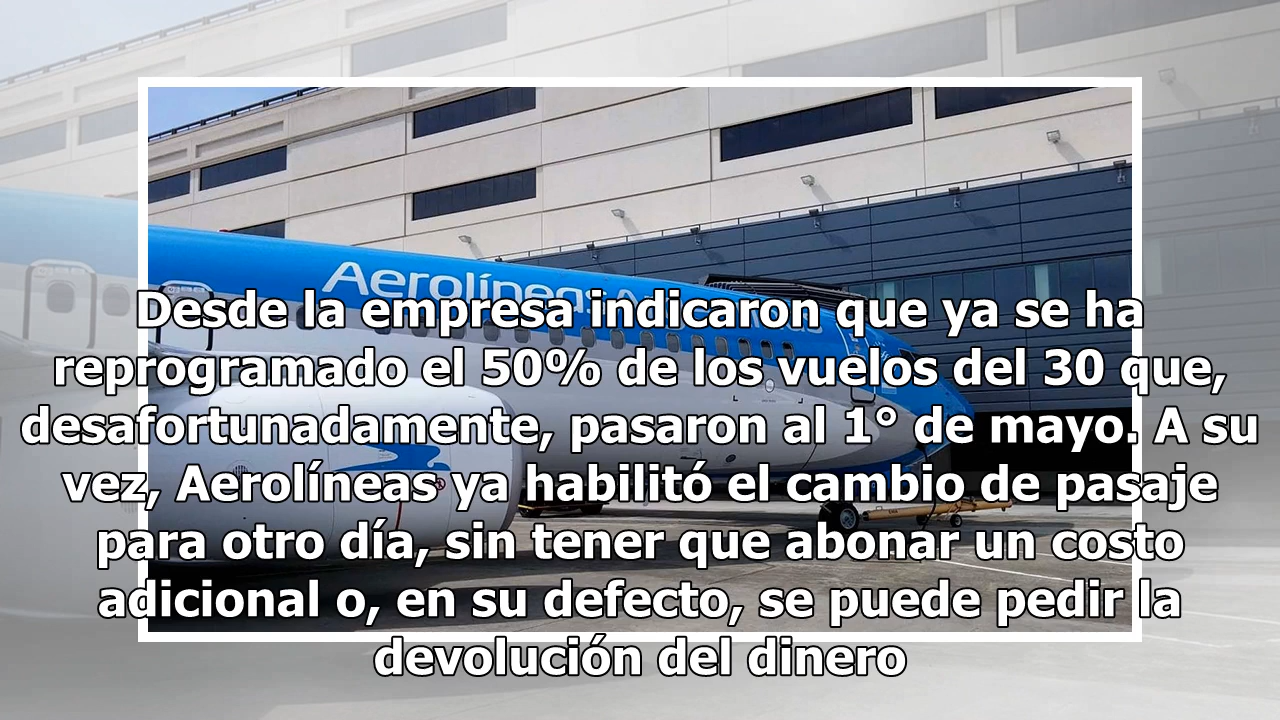 Aerolíneas
Desde la empresa indicaron que ya se ha
reprogramado el 50% de los vuelos del 30 que,
desafortunadamente, pasaron al 1° de mayo. A su
vez, Aerolíneas ya habilitó el cambio de pasaje
para otro día, sin tener que abonar un costo
adicional o, en su defecto, se puede pedir la
devolución del dinero